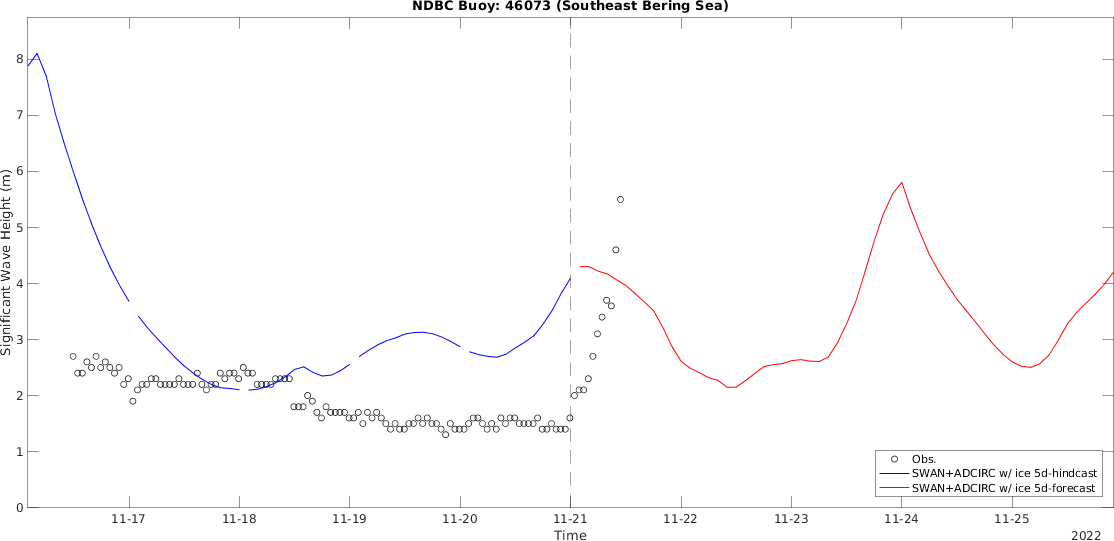 NDBC Buoy: 46073 (Southeast Bering Sea)
8
7
6
5
4
3
2
1
0
Significant Wave Height (m)
Obs.
SWAN+ADCIRC w/ ice 5d-hindcast
SWAN+ADCIRC w/ ice 5d-forecast
11-17 11-18 11-19 11-20 11-21 11-22 11-23 11-24 11-25
Time
2022